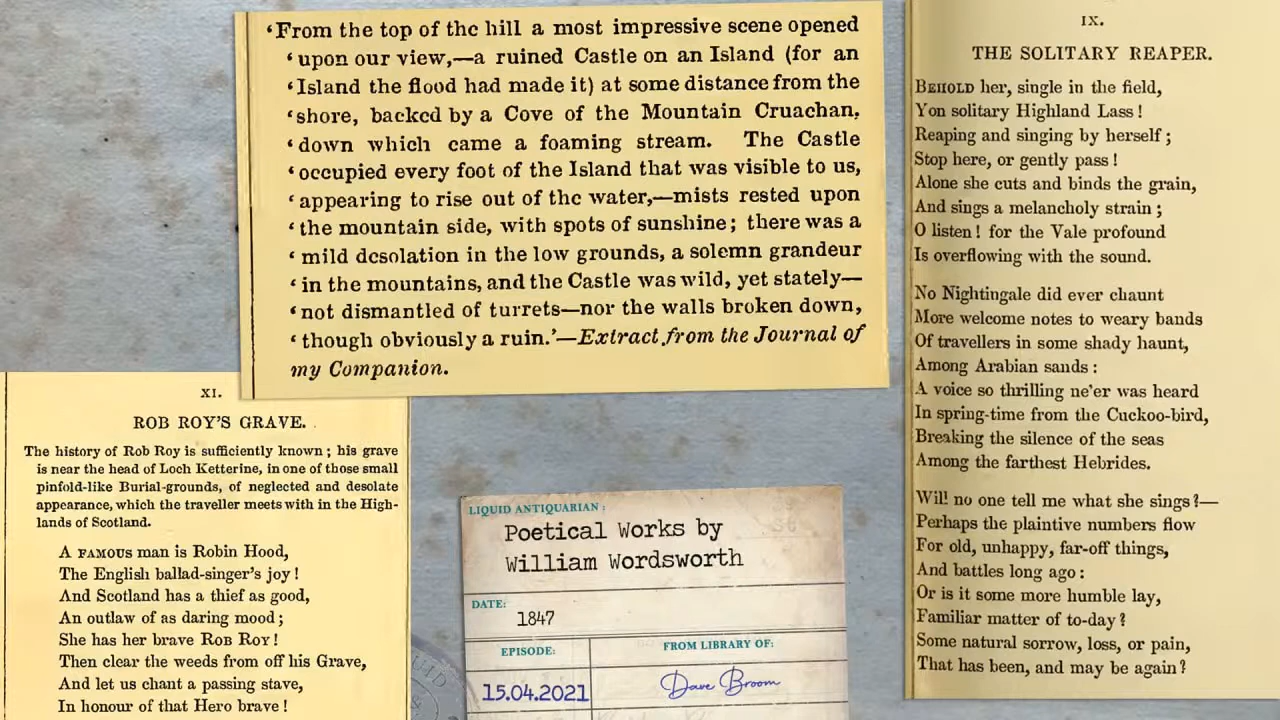 ‘From the top of the hill a most impressive scene opened
‘upon our view,—a ruined Castle on an Island (for an
‘Island the flood had made it) at some distance from the
‘shore, backed by a Cove of the Mountain Cruachan,
‘down which came a foaming stream. The Castle
‘occupied every foot of the Island that was visible to us,
‘appearing to rise out of the water,—mists rested upon
‘the mountain side, with spots of sunshine; there was a
‘mild desolation in the low grounds, a solemn grandeur
‘in the mountains, and the Castle was wild, yet stately—
‘not dismantled of turrets—nor the walls broken down,
‘though obviously a ruin.’—Extract from the Journal of
my Companion.
IX.
THE SOLITARY REAPER.
BEHOLD her, single in the field,
Yon solitary Highland Lass!
Reaping and singing by herself;
Stop here, or gently pass!
Alone she cuts and binds the grain,
And sings a melancholy strain;
O listen! for the Vale profound
Is overflowing with the sound.
No Nightingale did ever chaunt
More welcome notes to weary bands
Of travellers in some shady haunt,
Among Arabian sands:
A voice so thrilling ne'er was heard
In spring-time from the Cuckoo-bird,
Breaking the silence of the seas
Among the farthest Hebrides.
Will no one tell me what she sings?—
Perhaps the plaintive numbers flow
For old, unhappy, far-off things,
And battles long ago:
Or is it some more humble lay,
Familiar matter of to-day?
Some natural sorrow, loss, or pain,
That has been, and may be again?
XI.
ROB ROY'S GRAVE.
The history of Rob Roy is sufficiently known; his grave
is near the head of Loch Ketterine, in one of those small
pinfold-like Burial-grounds, of neglected and desolate
appearance, which the traveller meets with in the High-
lands of Scotland.
A FAMOUS man is Robin Hood,
The English ballad-singer's joy!
And Scotland has a thief as good,
An outlaw of as daring mood;
She has her brave ROB ROY!
Then clear the weeds from off his Grave,
And let us chant a passing stave,
In honour of that Hero brave!
LIQUID ANTIQUARIAN:
Poetical Works by
William Wordsworth
DATE:
1847
EPISODE:
15.04.2021
FROM LIBRARY OF:
Dave Broom